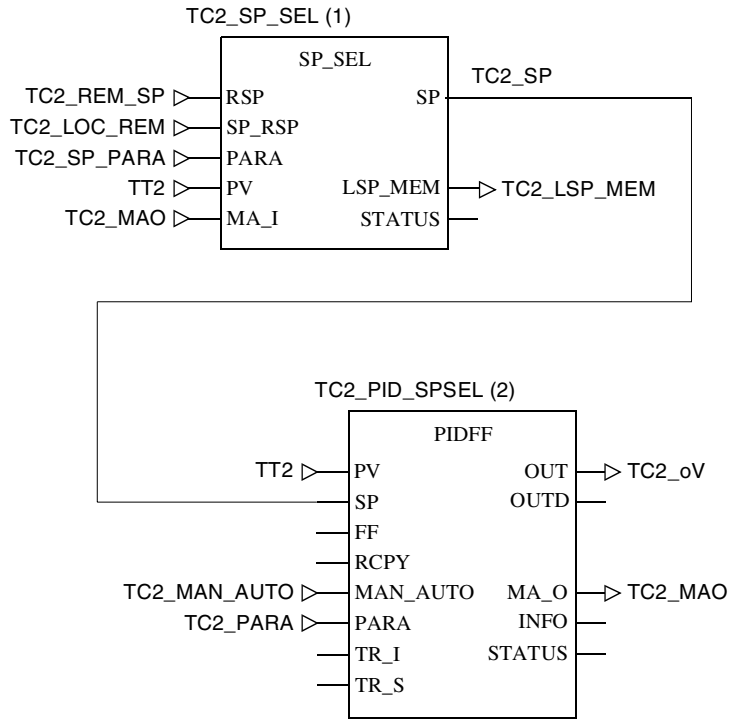 TC2_SP_SEL (1)
SP_SEL
TC2_SP
TC2_REM_SP RSP SP
TC2_LOC_REM SP_RSP
TC2_SP_PARA PARA
TT2 PV LSP_MEM TC2_LSP_MEM
TC2_MAO MA_I STATUS
TC2_PID_SPSEL (2)
PIDFF
TT2 PV OUT TC2_oV
SP OUTD
FF
RCPY
TC2_MAN_AUTO MAN_AUTO MA_O TC2_MAO
TC2_PARA PARA INFO
TR_I STATUS
TR_S